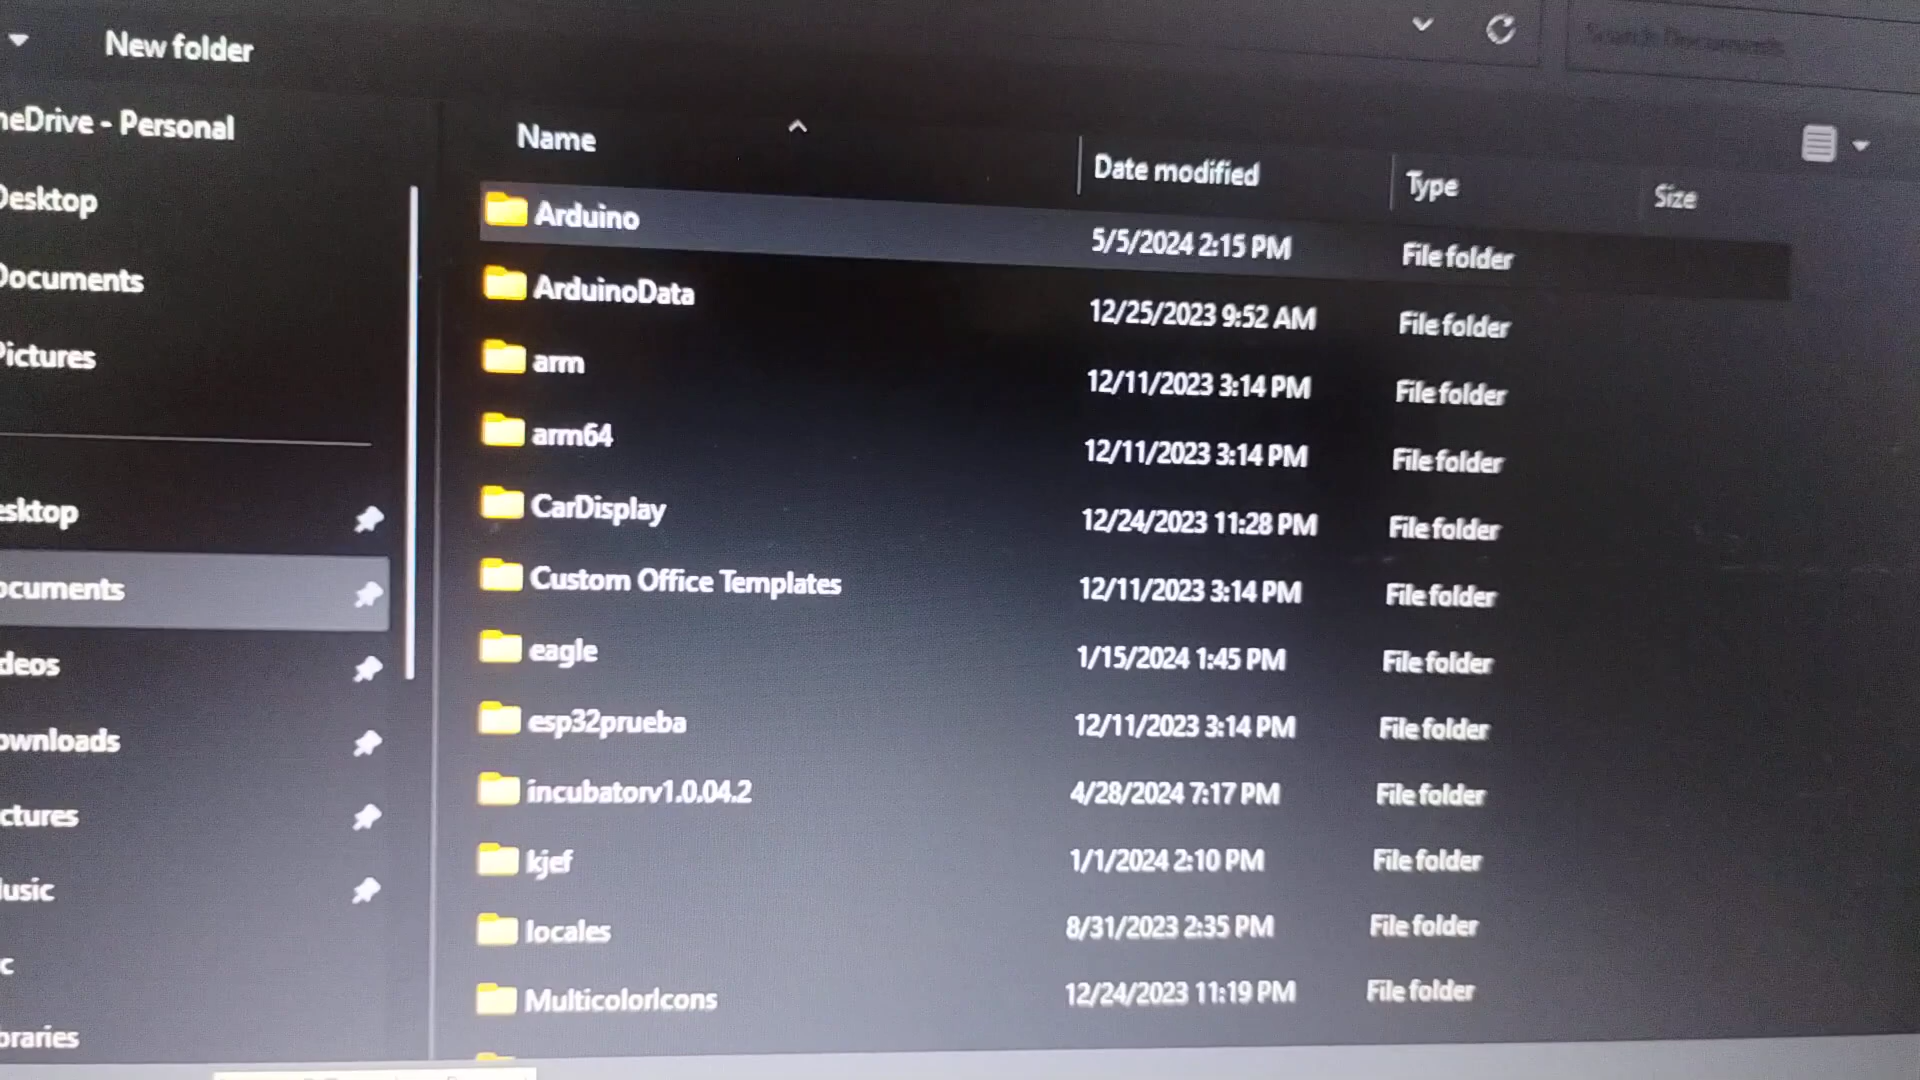 New folder
Search Documents
neDrive - Personal
Desktop
Documents
Pictures
esktop
ocuments
deos
ownloads
ctures
usic
c
braries
Name Date modified Type Size
Arduino 5/5/2024 2:15 PM File folder
ArduinoData 12/25/2023 9:52 AM File folder
arm 12/11/2023 3:14 PM File folder
arm64 12/11/2023 3:14 PM File folder
CarDisplay 12/24/2023 11:28 PM File folder
Custom Office Templates 12/11/2023 3:14 PM File folder
eagle 1/15/2024 1:45 PM File folder
esp32prueba 12/11/2023 3:14 PM File folder
incubatorv1.0.04.2 4/28/2024 7:17 PM File folder
kjef 1/1/2024 2:10 PM File folder
locales 8/31/2023 2:35 PM File folder
MulticolorIcons 12/24/2023 11:19 PM File folder